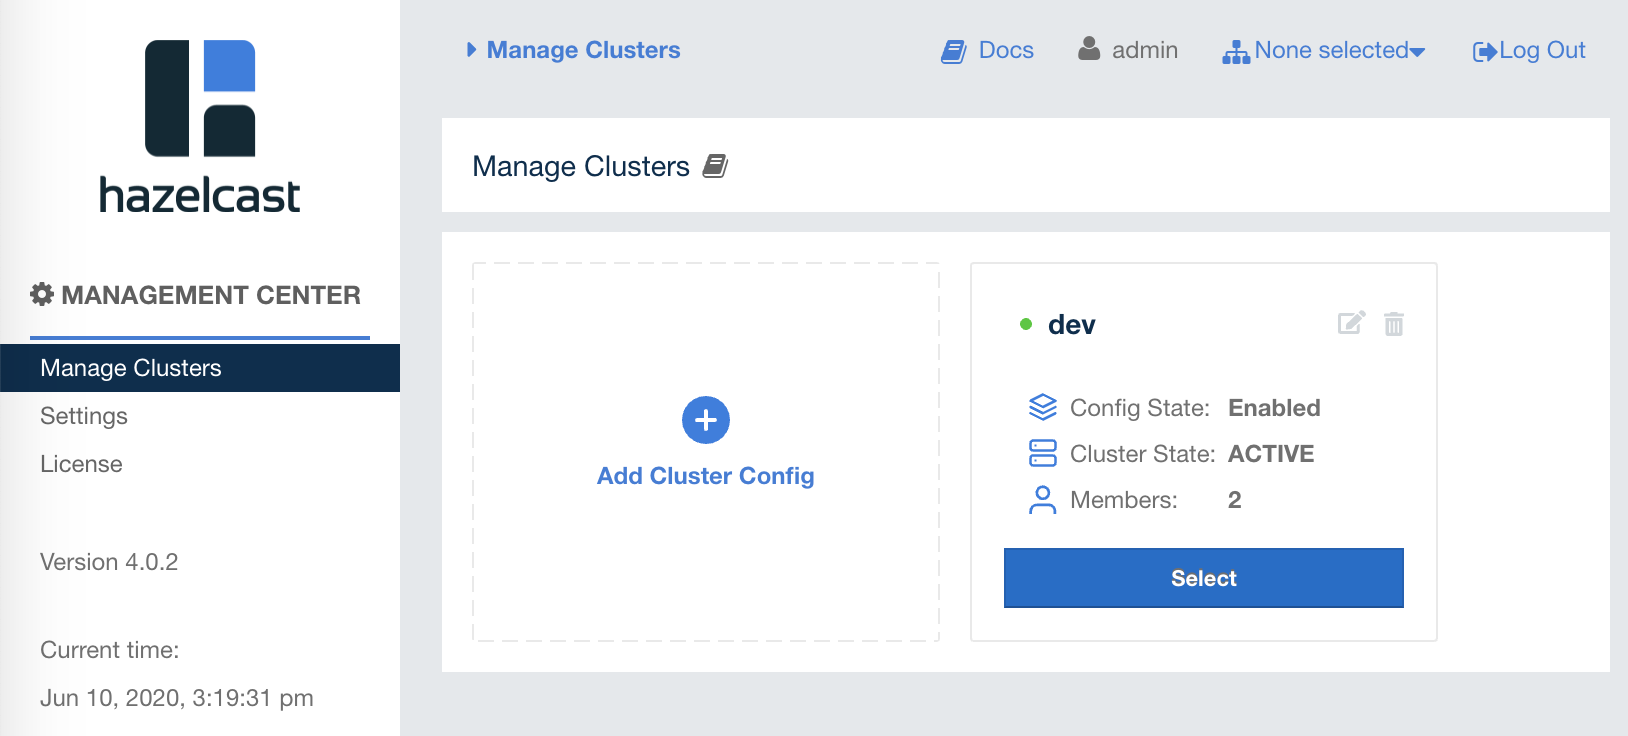 hazelcast
MANAGEMENT CENTER
Manage Clusters
Settings
License
Version 4.0.2
Current time:
Jun 10, 2020, 3:19:31 pm
Manage Clusters
Docs
admin
None selected
Log Out
Manage Clusters
Add Cluster Config
dev
Config State: Enabled
Cluster State: ACTIVE
Members: 2
Select